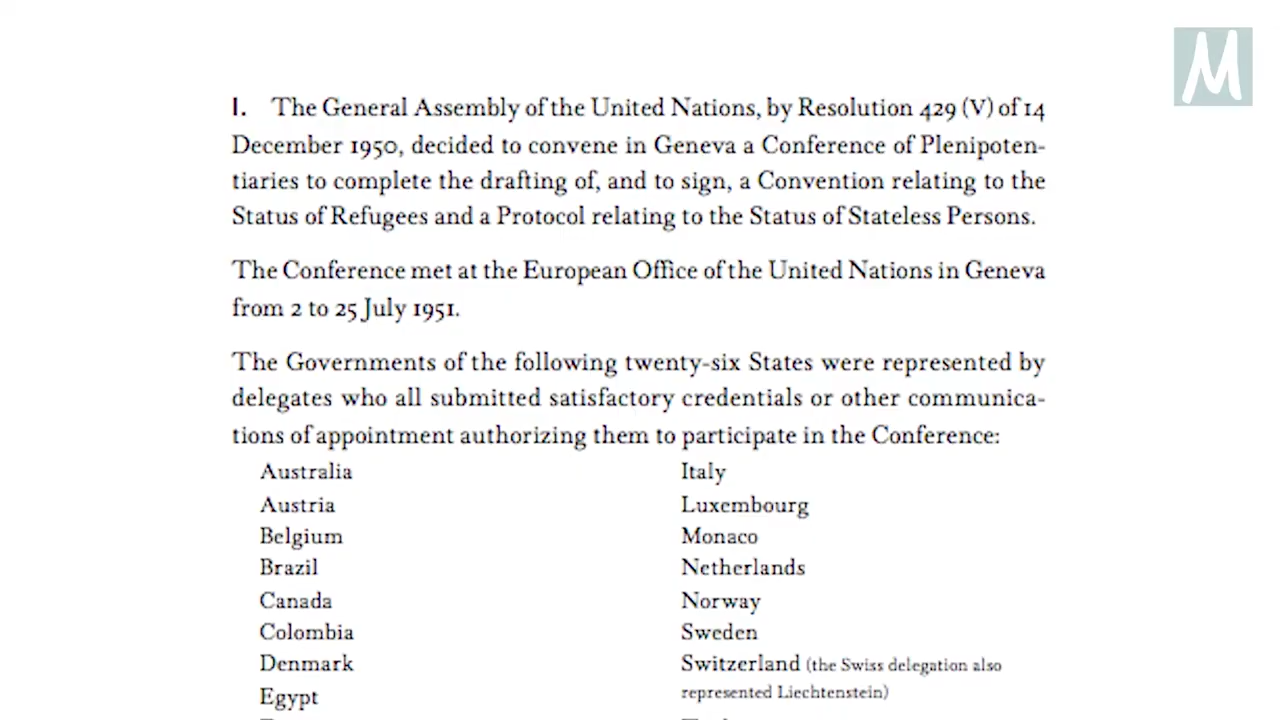 M
I. The General Assembly of the United Nations, by Resolution 429 (V) of 14
December 1950, decided to convene in Geneva a Conference of Plenipoten-
tiaries to complete the drafting of, and to sign, a Convention relating to the
Status of Refugees and a Protocol relating to the Status of Stateless Persons.
The Conference met at the European Office of the United Nations in Geneva
from 2 to 25 July 1951.
The Governments of the following twenty-six States were represented by
delegates who all submitted satisfactory credentials or other communica-
tions of appointment authorizing them to participate in the Conference:
Australia
Austria
Belgium
Brazil
Canada
Colombia
Denmark
Egypt
Italy
Luxembourg
Monaco
Netherlands
Norway
Sweden
Switzerland (the Swiss delegation also
represented Liechtenstein)